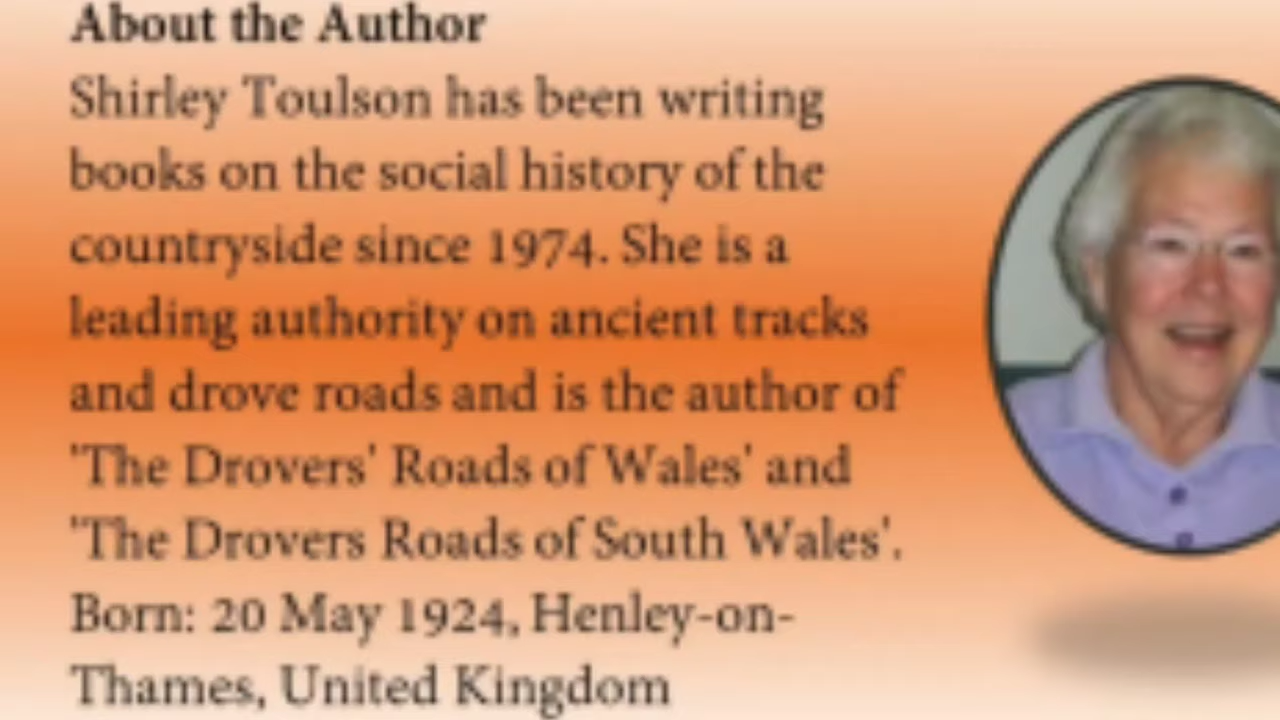 About the Author
Shirley Toulson has been writing
books on the social history of the
countryside since 1974. She is a
leading authority on ancient tracks
and drove roads and is the author of
'The Drovers' Roads of Wales' and
'The Drovers Roads of South Wales'.
Born: 20 May 1924, Henley-on-
Thames, United Kingdom